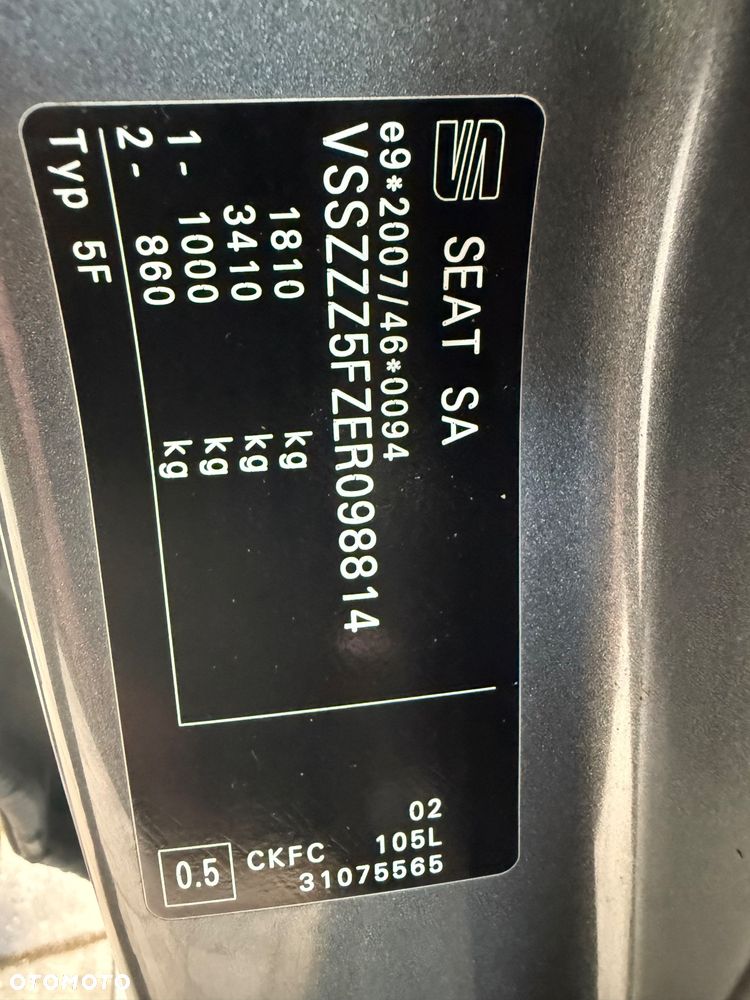 SEAT SA
e9*2007/46*0094
VSSZZZ5FZER098814
1810 kg
3410 kg
1- 1000 kg
2- 860 kg
Typ 5F
02
105L
31075565
CKFC
0.5
OTOMOTO